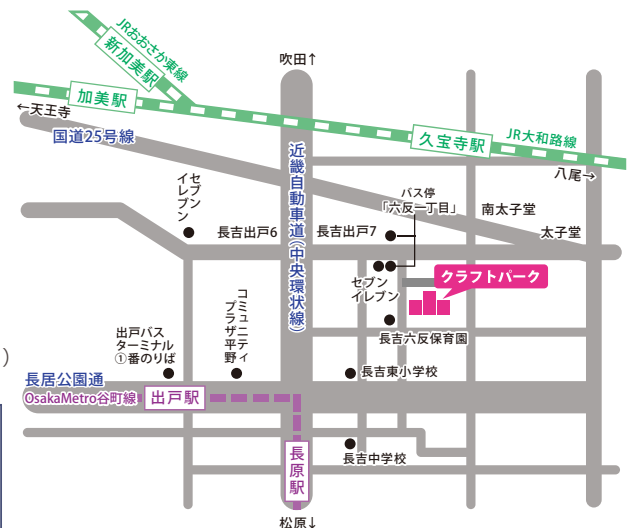 JRおおさか東線
新加美駅
吹田↑
加美駅
←天王寺
国道25号線
久宝寺駅
JR大和路線
八尾→
近畿自動車道(中央環状線)
セブン
イレブン
バス停
「六反一丁目」
南太子堂
長吉出戸6
長吉出戸7
太子堂
クラフトパーク
セブン
イレブン
コミュニティ
プラザ平野
長吉六反保育園
出戸バス
ターミナル
①番のりば
)
長居公園通
長吉東小学校
OsakaMetro谷町線
出戸駅
長原駅
長吉中学校
松原↓